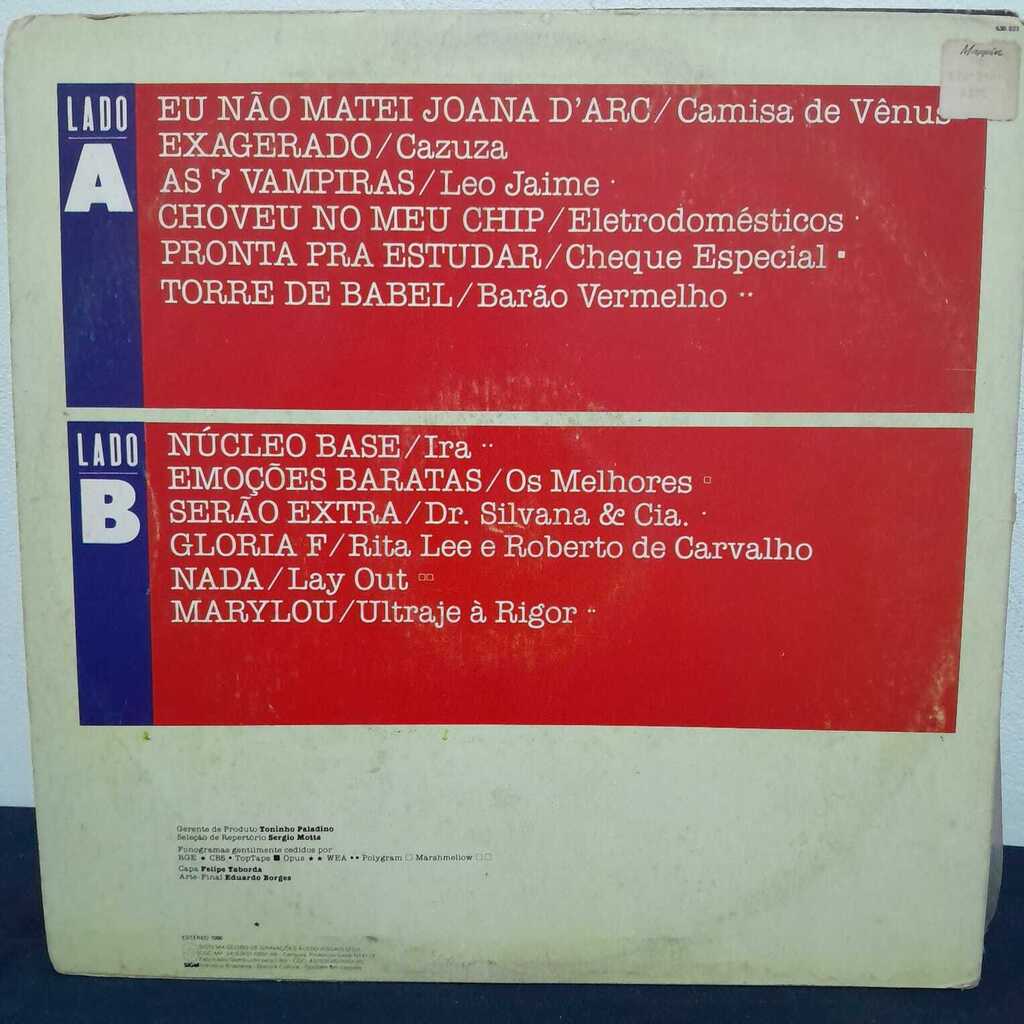 Mappin
LADO
A
EU NÃO MATEI JOANA D'ARC/Camisa de Vênus
EXAGERADO/Cazuza
AS 7 VAMPIRAS/Leo Jaime •
CHOVEU NO MEU CHIP/Eletrodomésticos •
PRONTA PRA ESTUDAR/Cheque Especial ■
TORRE DE BABEL/Barão Vermelho ★★
LADO
B
NÚCLEO BASE/Ira ••
EMOÇÕES BARATAS/Os Melhores □
SERÃO EXTRA/Dr. Silvana & Cia. •
GLORIA F/Rita Lee e Roberto de Carvalho
NADA/Lay Out □□
MARYLOU/Ultraje à Rigor ••
Gerente de Produto Toninho Paladino
Seleção de Repertório Sergio Motta
Fonogramas gentilmente cedidos por
RGE ★ CBS • TopTape ■ Opus ★★ WEA •• Polygram □ Marshmellow □□
Capa Felipe Taborda
Arte-Final Eduardo Borges
ESTÉREO 1986